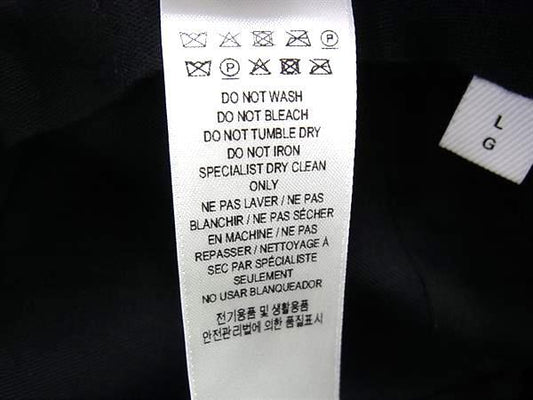 DO NOT WASH
DO NOT BLEACH
DO NOT TUMBLE DRY
DO NOT IRON
SPECIALIST DRY CLEAN
ONLY
NE PAS LAVER / NE PAS
BLANCHIR / NE PAS SÉCHER
EN MACHINE / NE PAS
REPASSER / NETTOYAGE À
SEC PAR SPÉCIALISTE
SEULEMENT
NO USAR BLANQUEADOR
전기용품 및 생활용품
안전관리법에 의한 품질표시
L
G